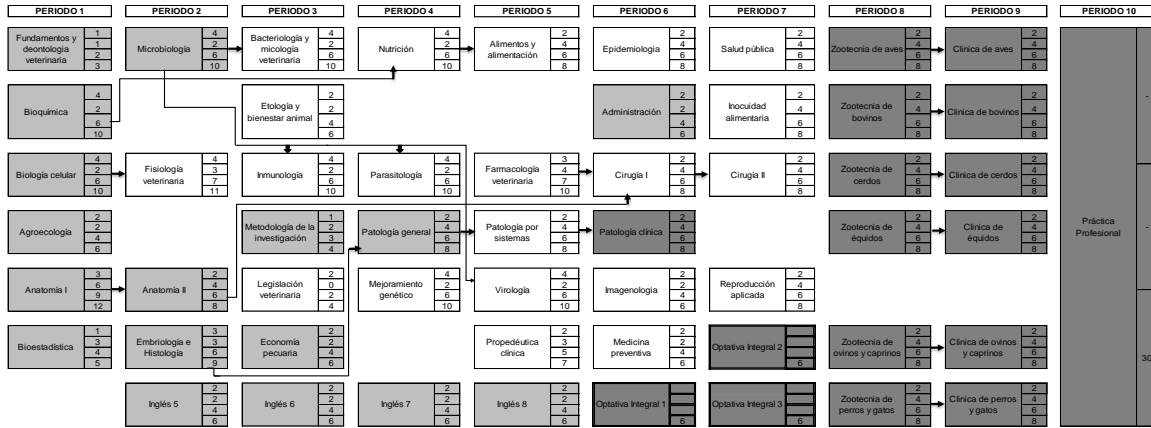 PERIODO 1
PERIODO 2
PERIODO 3
PERIODO 4
PERIODO 5
PERIODO 6
PERIODO 7
PERIODO 8
PERIODO 9
PERIODO 10
Fundamentos y
deontologia
veterinaria
1
1
2
3
Microbiología
4
2
6
10
Bacteriología y
micología
veterinaria
4
2
6
10
Nutrición
4
2
6
10
Alimentos y
alimentación
2
4
6
8
Epidemiologia
2
4
6
8
Salud pública
2
4
6
8
Zootecnia de aves
2
4
6
8
Clinica de aves
2
4
6
8
Bioquímica
4
2
6
10
Etología y
bienestar animal
2
2
4
6
Administración
2
2
4
6
Inocuidad
alimentaria
2
4
6
8
Zootecnia de
bovinos
2
4
6
8
Clinica de bovinos
2
4
6
8
Biología celular
4
2
6
10
Fisiología
veterinaria
4
3
7
11
Inmunología
4
2
6
10
Parasitología
4
2
6
10
Farmacología
veterinaria
3
4
7
10
Cirugía I
2
4
6
8
Cirugía II
2
4
6
8
Zootecnia de
cerdos
2
4
6
8
Clinica de cerdos
2
4
6
8
Agroecología
2
2
4
6
Metodología de la
investigación
1
2
3
4
Patología general
2
4
6
8
Patología por
sistemas
2
4
6
8
Patología clínica
2
4
6
8
Zootecnia de
équidos
2
4
6
8
Clinica de
équidos
2
4
6
8
Anatomía I
3
6
9
12
Anatomía II
2
4
6
8
Legislación
veterinaria
2
0
2
4
Mejoramiento
genético
4
2
6
10
Virología
4
2
6
10
Imagenologia
2
2
4
6
Reproducción
aplicada
2
4
6
8
Bioestadística
1
3
4
5
Embriología e
Histología
3
3
6
9
Economía
pecuaria
2
2
4
6
Propedéutica
clínica
2
3
5
7
Medicina
preventiva
2
2
4
6
Optativa Integral 2
6
Zootecnia de
ovinos y caprinos
2
4
6
8
Clinica de ovinos
y caprinos
2
4
6
8
Inglés 5
2
2
4
6
Inglés 6
2
2
4
6
Inglés 7
2
2
4
6
Inglés 8
2
2
4
6
Optativa Integral 1
6
Optativa Integral 3
6
Zootecnia de
perros y gatos
2
4
6
8
Clinica de perros
y gatos
2
4
6
8
Práctica
Profesional
-
-
30